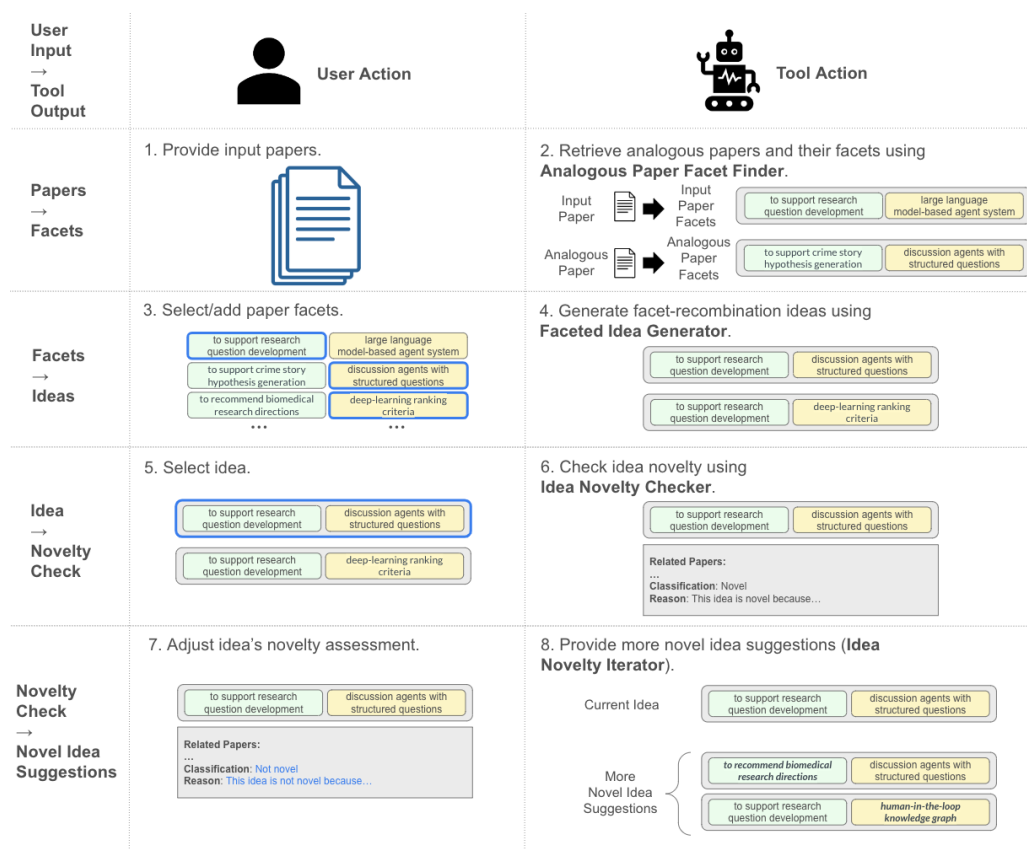 User
Input
→
Tool
Output
User Action
Tool Action
Papers
→
Facets
1. Provide input papers.
2. Retrieve analogous papers and their facets using
Analogous Paper Facet Finder.
Input
Paper
Input
Paper
Facets
to support research
question development
large language
model-based agent system
Analogous
Paper
Analogous
Paper
Facets
to support crime story
hypothesis generation
discussion agents with
structured questions
Facets
→
Ideas
3. Select/add paper facets.
to support research
question development
large language
model-based agent system
to support crime story
hypothesis generation
discussion agents with
structured questions
to recommend biomedical
research directions
deep-learning ranking
criteria
...
...
4. Generate facet-recombination ideas using
Faceted Idea Generator.
to support research
question development
discussion agents with
structured questions
to support research
question development
deep-learning ranking
criteria
Idea
→
Novelty
Check
5. Select idea.
to support research
question development
discussion agents with
structured questions
to support research
question development
deep-learning ranking
criteria
6. Check idea novelty using
Idea Novelty Checker.
to support research
question development
discussion agents with
structured questions
Related Papers:
...
Classification: Novel
Reason: This idea is novel because...
Novelty
Check
→
Novel Idea
Suggestions
7. Adjust idea's novelty assessment.
to support research
question development
discussion agents with
structured questions
Related Papers:
...
Classification: Not novel
Reason: This idea is not novel because...
8. Provide more novel idea suggestions (Idea
Novelty Iterator).
Current Idea
to support research
question development
discussion agents with
structured questions
More
Novel Idea
Suggestions
to recommend biomedical
research directions
discussion agents with
structured questions
to support research
question development
human-in-the-loop
knowledge graph